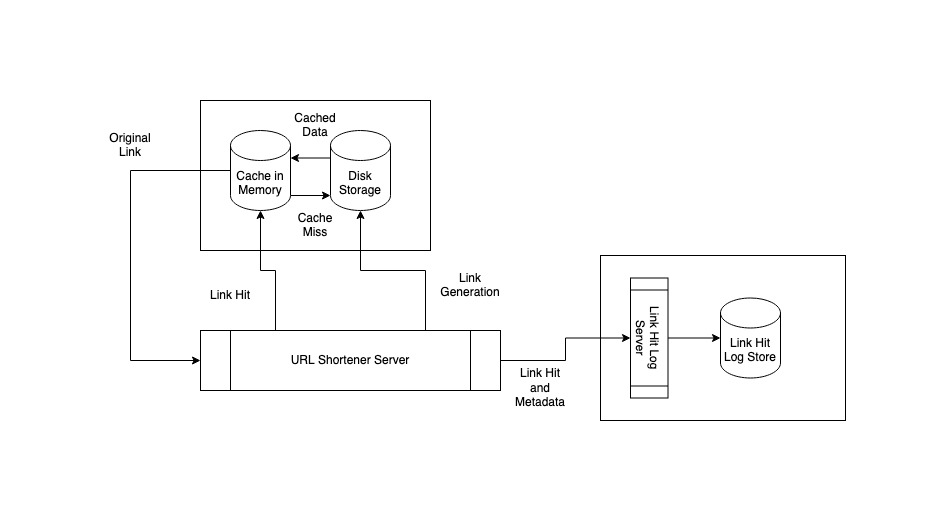 Cached
Data
Original
Link
Cache in
Memory
Disk
Storage
Cache
Miss
Link Hit
Link
Generation
URL Shortener Server
Link Hit
and
Metadata
Link Hit Log
Server
Link Hit
Log Store